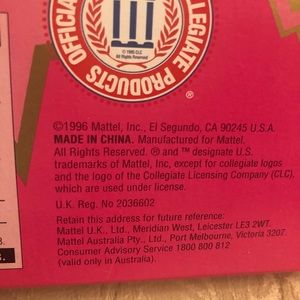 OFFICIA
LLEGIATE PRODUCTS
© 1995 CLC
All Rights Reserved
®
©1996 Mattel, Inc., El Segundo, CA 90245 U.S.A.
MADE IN CHINA. Manufactured for Mattel.
All Rights Reserved. ® and ™ designate U.S.
trademarks of Mattel, Inc, except for collegiate logos
and the logo of the Collegiate Licensing Company (CLC),
which are used under license.
U.K. Reg. No 2036602
Retain this address for future reference:
Mattel U.K., Ltd., Meridian West, Leicester LE3 2WT.
Mattel Australia Pty., Ltd., Port Melbourne, Victoria 3207.
Consumer Advisory Service 1800 800 812
(valid only in Australia).